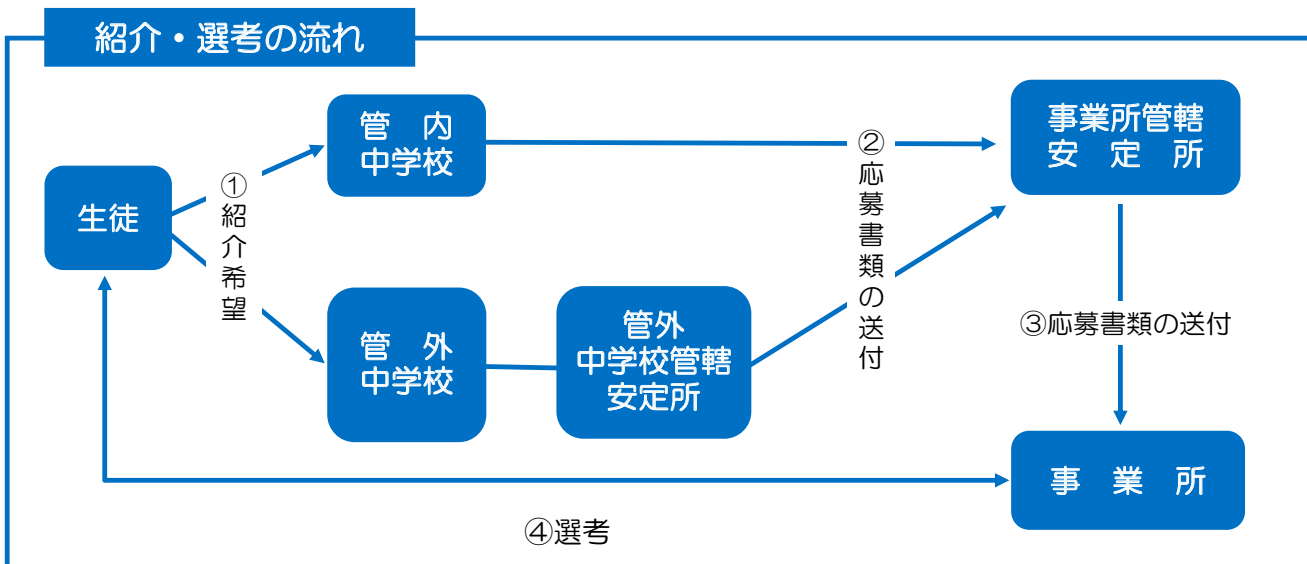 紹介・選考の流れ
生徒
①紹介希望
管　内
中学校
管　外
中学校
管外
中学校管轄
安定所
②応募書類の送付
事業所管轄
安　定　所
③応募書類の送付
事　業　所
④選考